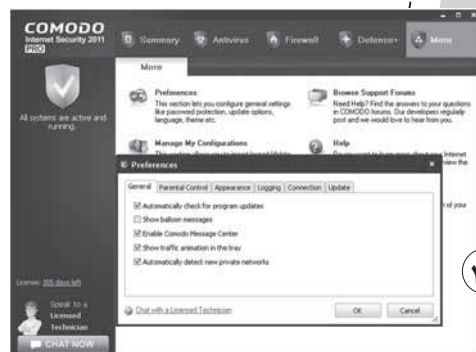 COMODO
Internet Security 2011
PRO
Summary
Antivirus
Firewall
Defense+
More
All systems are active and
running.
More
Preferences
This section lets you configure general settings
like password protection, update options,
language, theme etc.
Browse Support Forums
Need Help? Find the answers to your questions
in COMODO forums. Our developers regularly
post and we would love to hear from you.
Manage My Configurations
Help
Preferences
General
Parental Control
Appearance
Logging
Connection
Update
Automatically check for program updates
Show balloon messages
Enable Comodo Message Center
Show traffic animation in the tray
Automatically detect new private networks
Chat with a Licensed Technician
OK
Cancel
License: 355 days left
Speak to a
Licensed
Technician
CHAT NOW